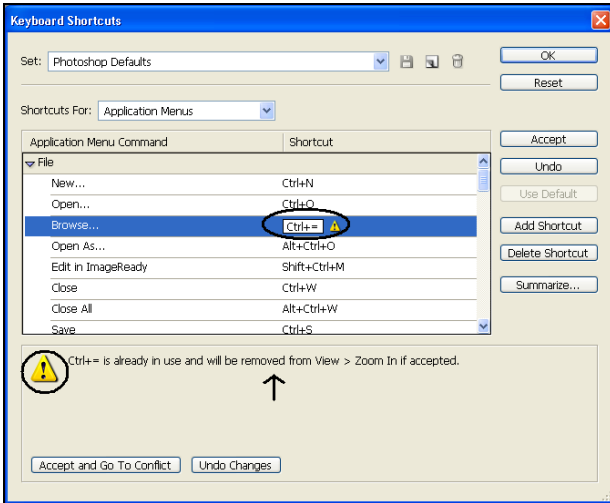 Keyboard Shortcuts
Set: Photoshop Defaults
OK
Reset
Shortcuts For: Application Menus
Application Menu Command Shortcut
Accept
File
Undo
New... Ctrl+N
Use Default
Open... Ctrl+O
Browse... Ctrl+=
Add Shortcut
Open As... Alt+Ctrl+O
Delete Shortcut
Edit in ImageReady Shift+Ctrl+M
Close Ctrl+W
Summarize...
Close All Alt+Ctrl+W
Save Ctrl+S
Ctrl+= is already in use and will be removed from View > Zoom In if accepted.
Accept and Go To Conflict Undo Changes